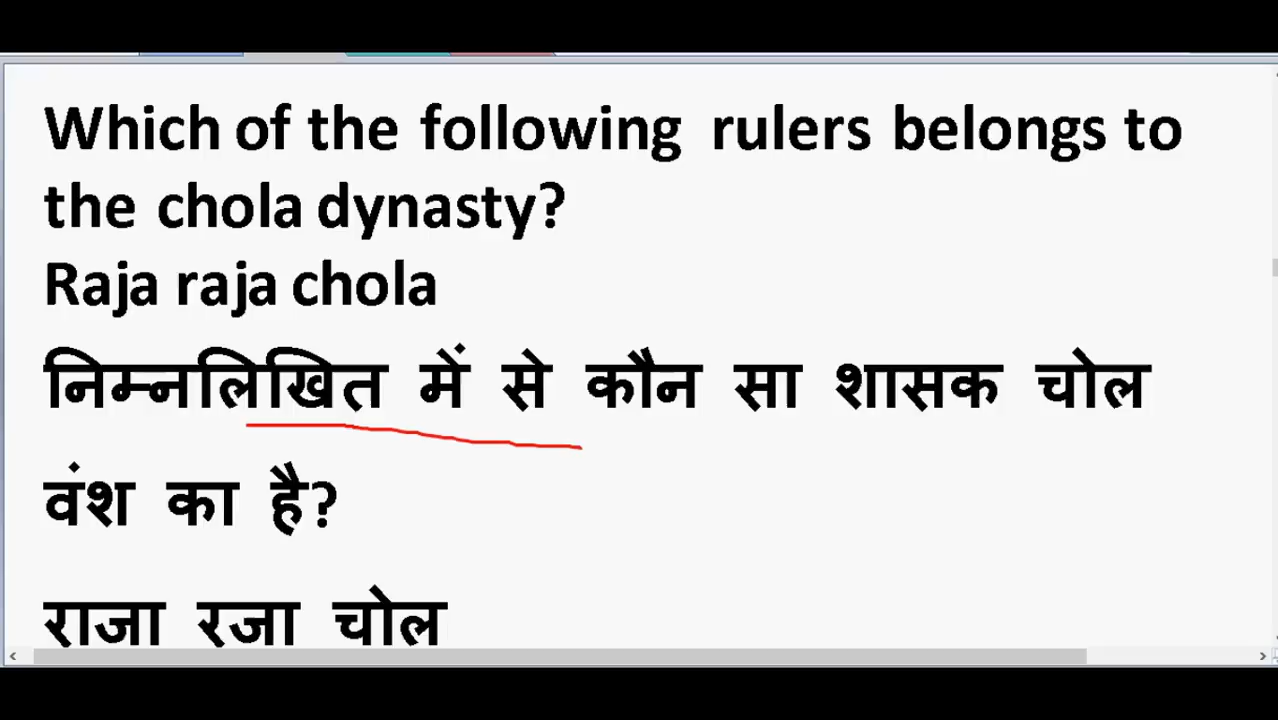 Which of the following rulers belongs to
the chola dynasty?
Raja raja chola
निम्नलिखित में से कौन सा शासक चोल
वंश का है?
राजा रजा चोल